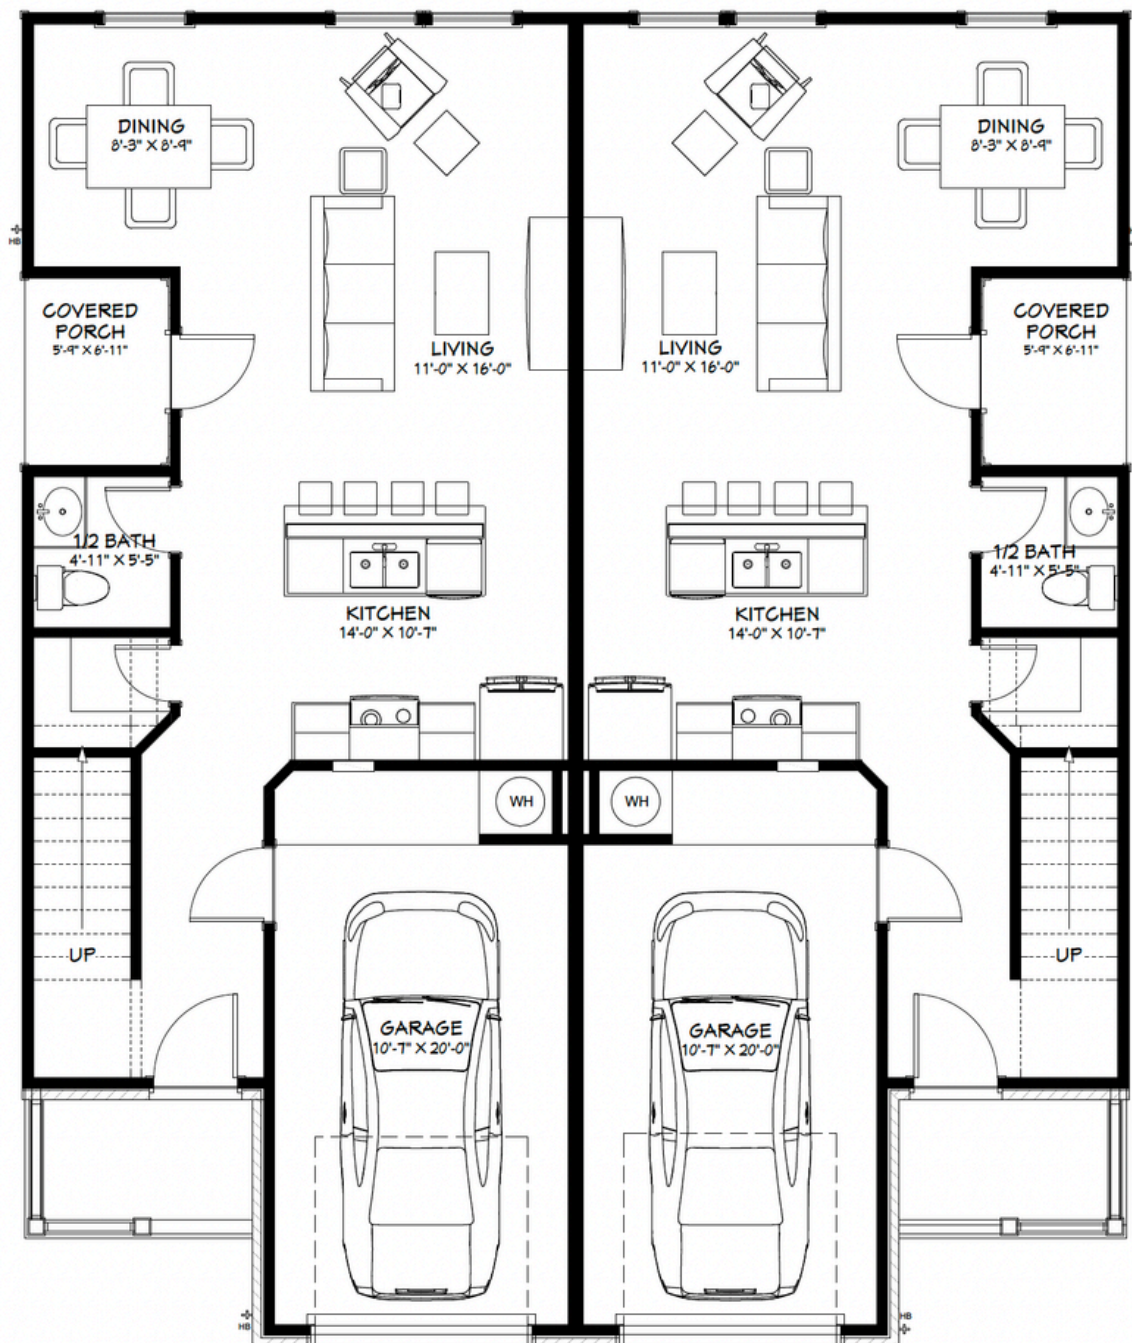 DINING
8'-3" X 8'-9"
DINING
8'-3" X 8'-9"
HB
COVERED
PORCH
5'-9" X 6'-11"
COVERED
PORCH
5'-9" X 6'-11"
LIVING
11'-0" X 16'-0"
LIVING
11'-0" X 16'-0"
1/2 BATH
4'-11" X 5'-5"
1/2 BATH
4'-11" X 5'-5"
KITCHEN
14'-0" X 10'-7"
KITCHEN
14'-0" X 10'-7"
WH
WH
UP
UP
GARAGE
10'-7" X 20'-0"
GARAGE
10'-7" X 20'-0"
HB
HB